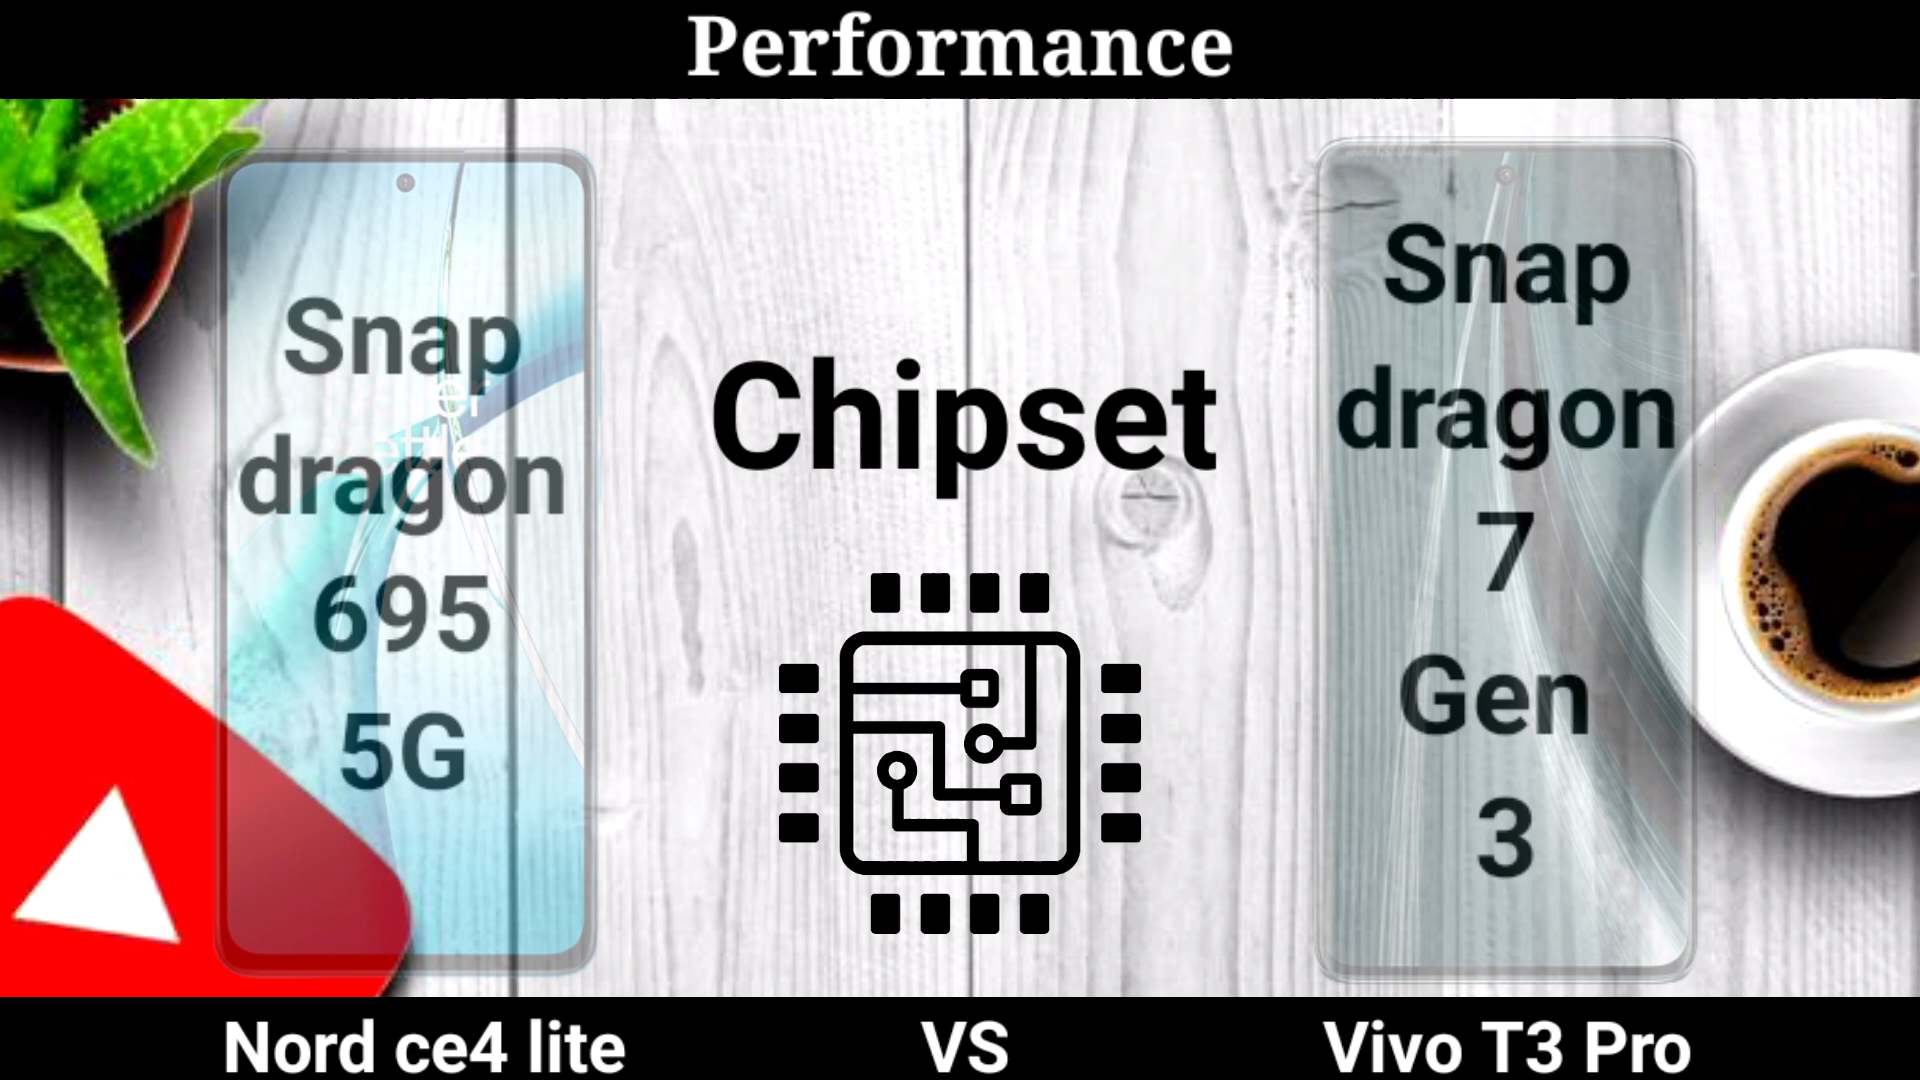 Performance
Snap
dragon
695
5G
Chipset
Snap
dragon
7
Gen
3
Nord ce4 lite
VS
Vivo T3 Pro